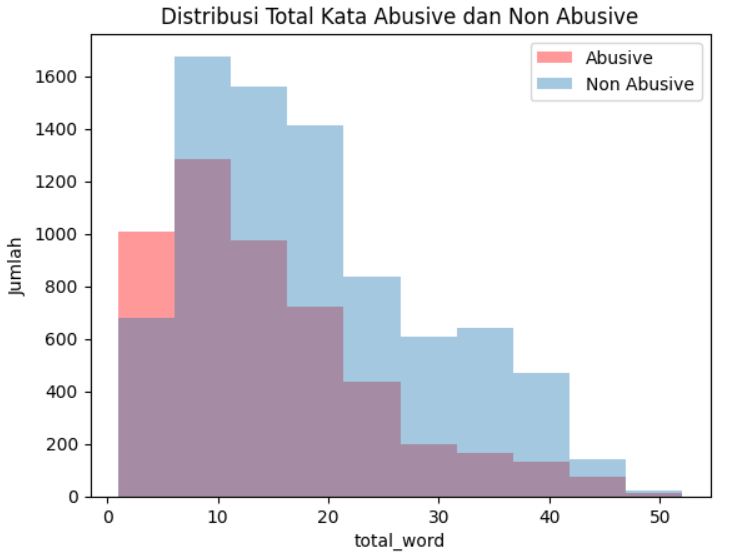 Distribusi Total Kata Abusive dan Non Abusive
Abusive
Non Abusive
1600
1400
1200
1000
800
600
400
200
0
Jumlah
0 10 20 30 40 50
total_word